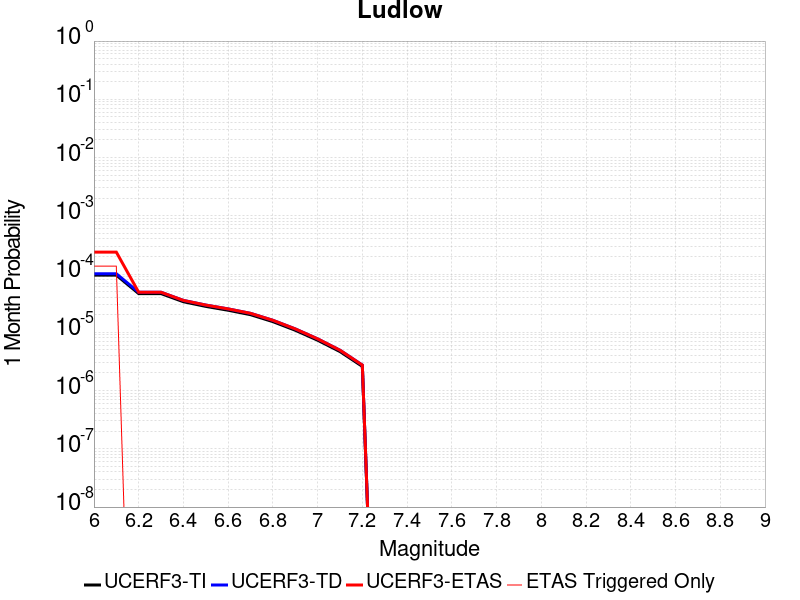 Ludlow
10^0
10^-1
10^-2
10^-3
10^-4
10^-5
10^-6
10^-7
10^-8
1 Month Probability
6 6.2 6.4 6.6 6.8 7 7.2 7.4 7.6 7.8 8 8.2 8.4 8.6 8.8 9
Magnitude
UCERF3-TI UCERF3-TD UCERF3-ETAS ETAS Triggered Only